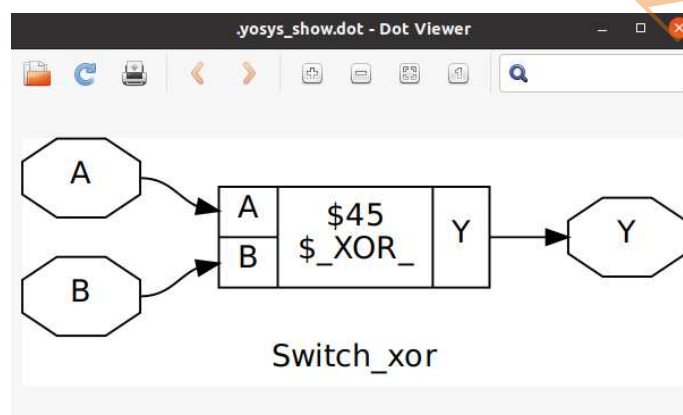 .yosys_show.dot - Dot Viewer
A
B
A
B
$45
$_XOR_
Y
Y
Switch_xor